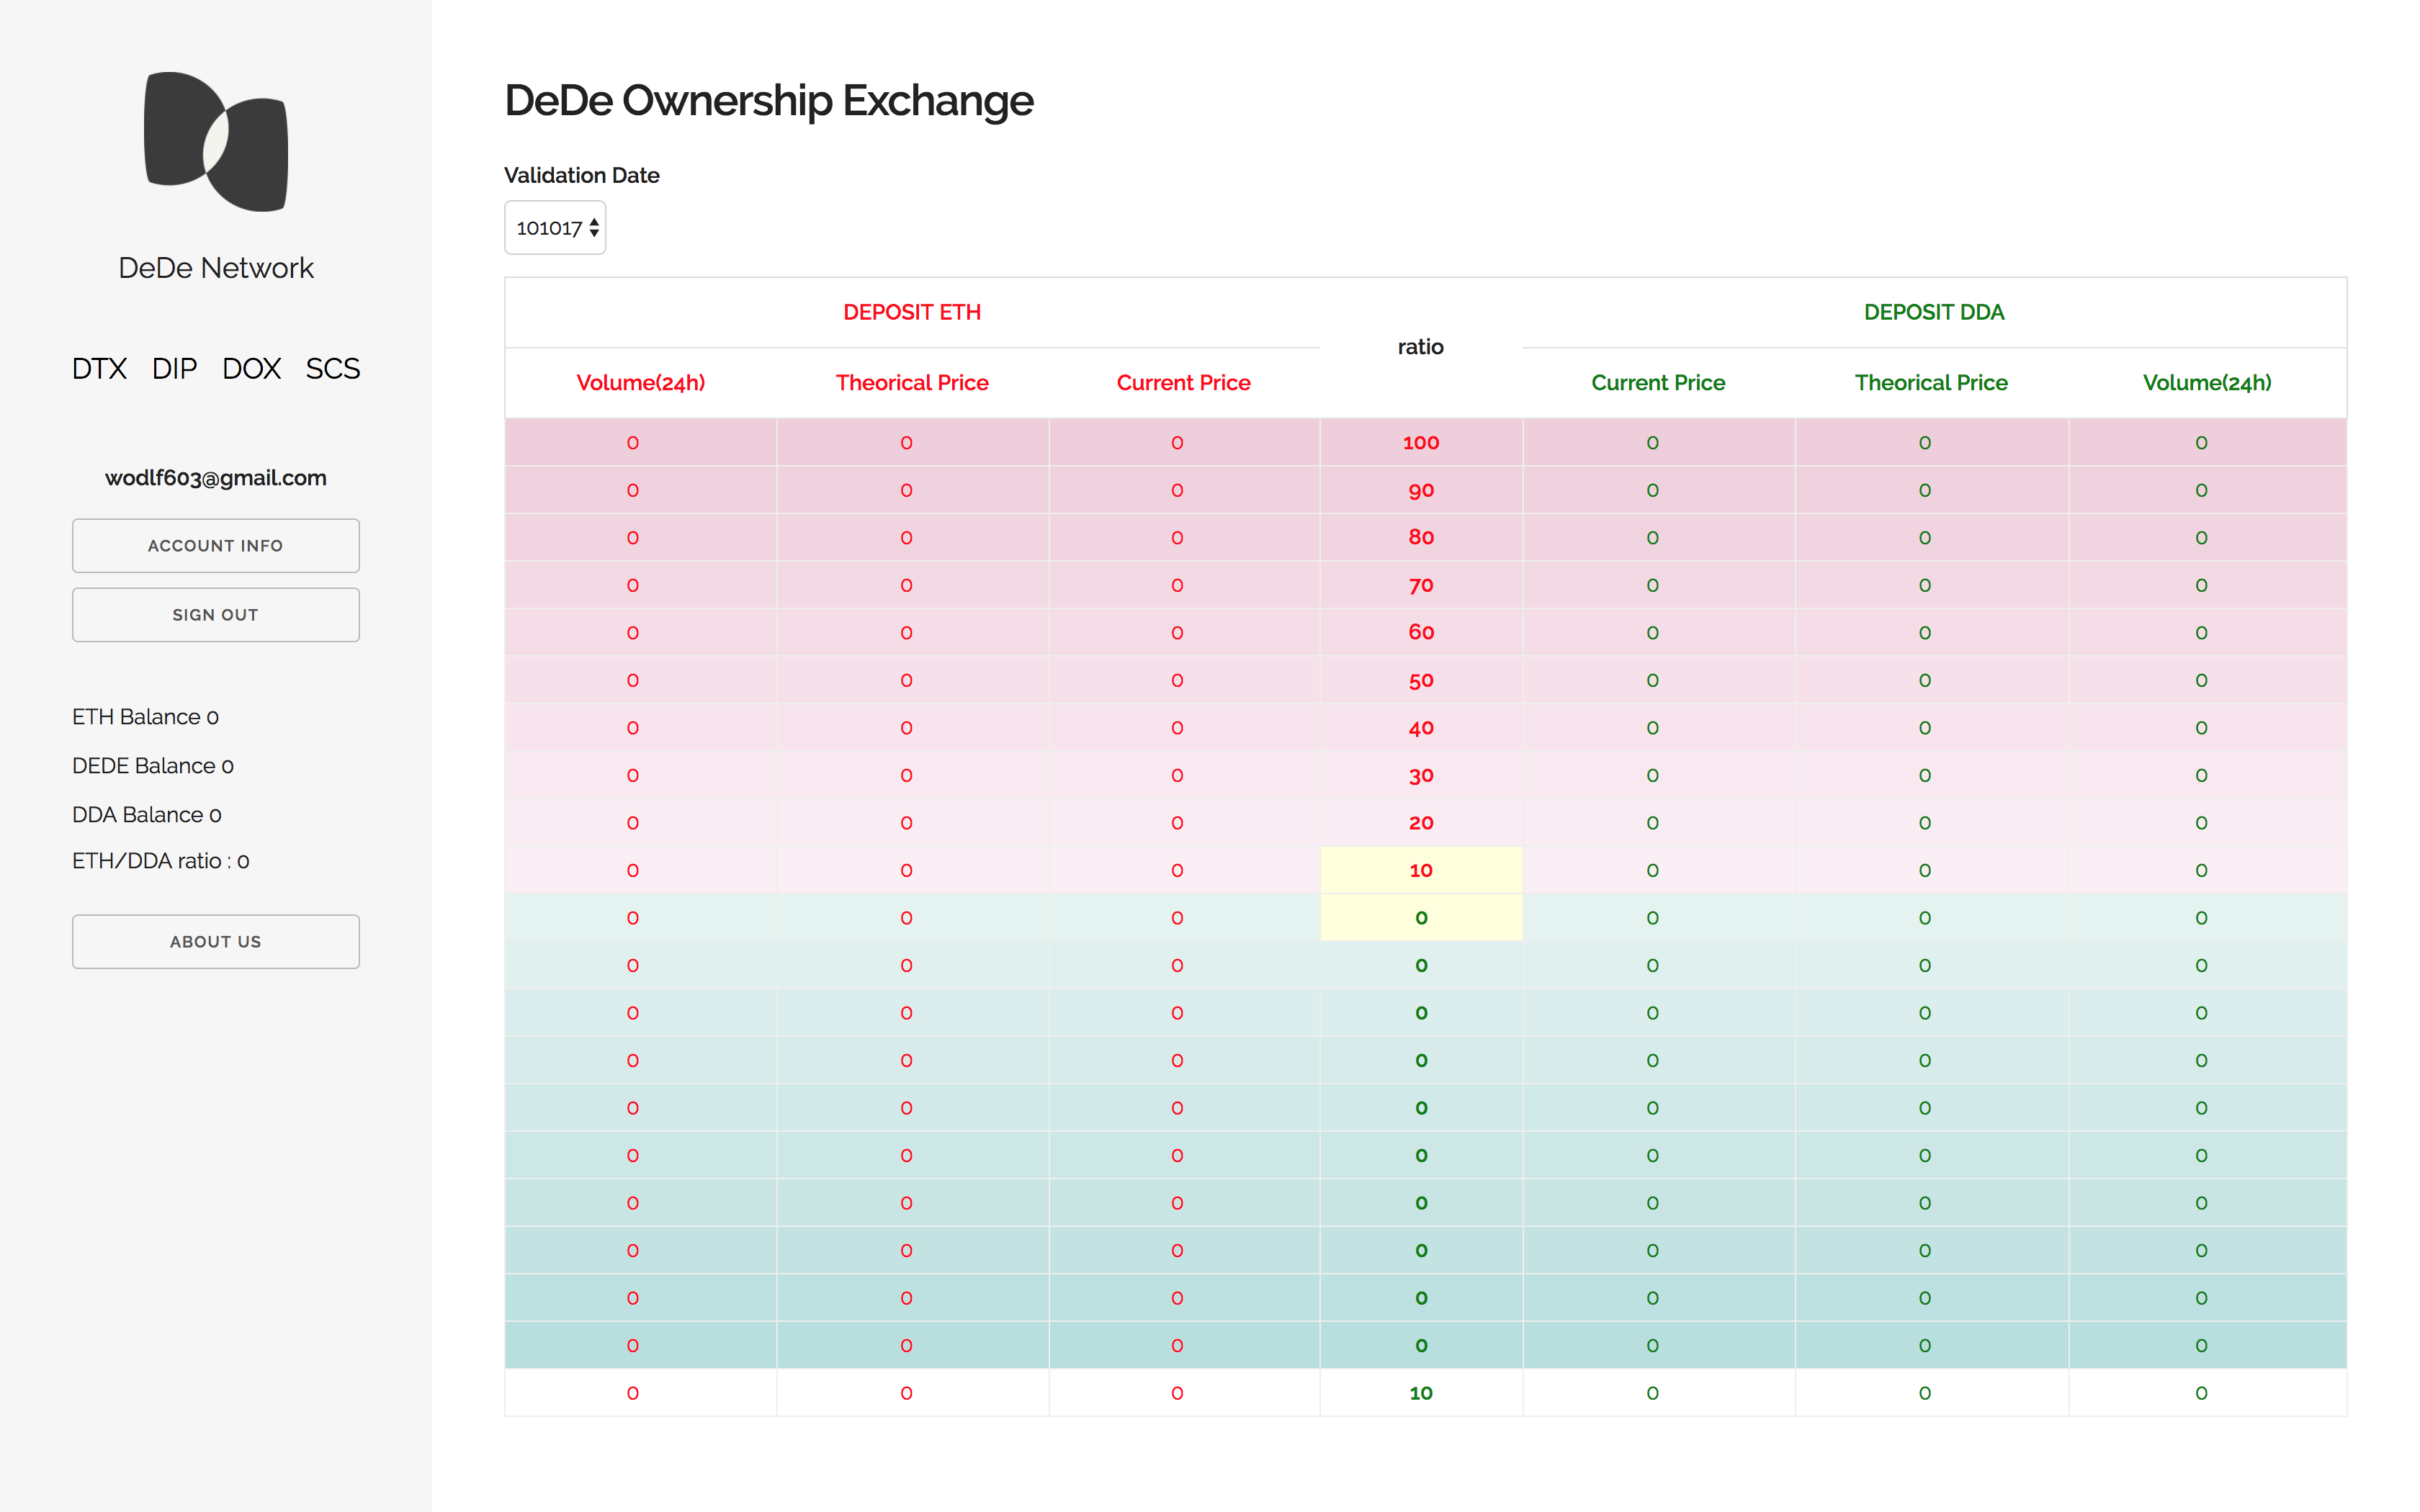 DeDe Network
DTX DIP DOX SCS
wodlf603@gmail.com
ACCOUNT INFO
SIGN OUT
ETH Balance 0
DEDE Balance 0
DDA Balance 0
ETH/DDA ratio : 0
ABOUT US
DeDe Ownership Exchange
Validation Date
101017
DEPOSIT ETH ratio DEPOSIT DDA
Volume(24h) Theorical Price Current Price Current Price Theorical Price Volume(24h)
0 0 0 100 0 0 0
0 0 0 90 0 0 0
0 0 0 80 0 0 0
0 0 0 70 0 0 0
0 0 0 60 0 0 0
0 0 0 50 0 0 0
0 0 0 40 0 0 0
0 0 0 30 0 0 0
0 0 0 20 0 0 0
0 0 0 10 0 0 0
0 0 0 0 0 0 0
0 0 0 0 0 0 0
0 0 0 0 0 0 0
0 0 0 0 0 0 0
0 0 0 0 0 0 0
0 0 0 0 0 0 0
0 0 0 0 0 0 0
0 0 0 0 0 0 0
0 0 0 0 0 0 0
0 0 0 0 0 0 0
0 0 0 10 0 0 0